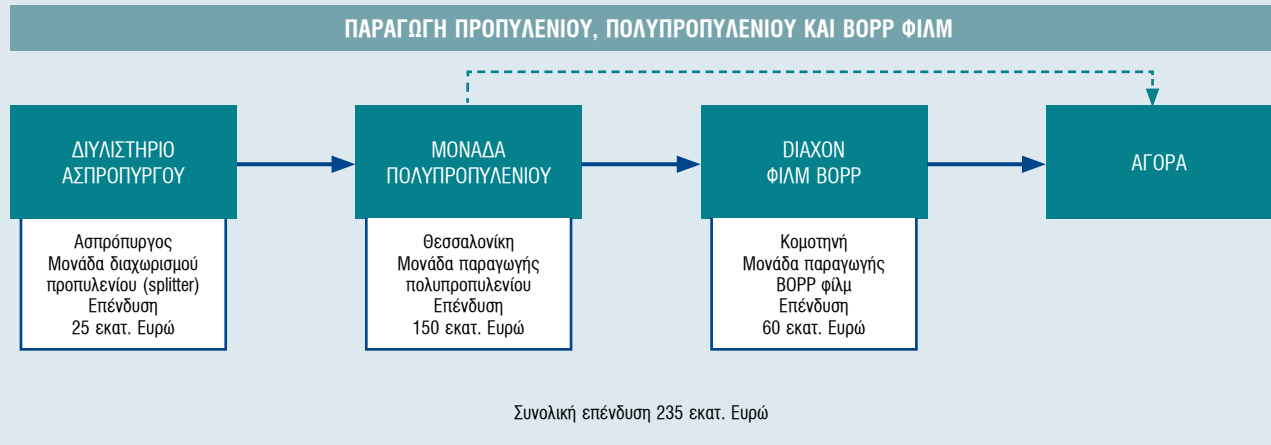 ΠΑΡΑΓΩΓΗ ΠΡΟΠΥΛΕΝΙΟΥ, ΠΟΛΥΠΡΟΠΥΛΕΝΙΟΥ ΚΑΙ BOPP ΦΙΛΜ
ΔΙΥΛΙΣΤΗΡΙΟ
ΑΣΠΡΟΠΥΡΓΟΥ
Ασπρόπυργος
Μονάδα διαχωρισμού
προπυλενίου (splitter)
Επένδυση
25 εκατ. Ευρώ
ΜΟΝΑΔΑ
ΠΟΛΥΠΡΟΠΥΛΕΝΙΟΥ
Θεσσαλονίκη
Μονάδα παραγωγής
πολυπροπυλενίου
Επένδυση
150 εκατ. Ευρώ
DIAXON
ΦΙΛΜ BOPP
Κομοτηνή
Μονάδα παραγωγής
BOPP φίλμ
Επένδυση
60 εκατ. Ευρώ
ΑΓΟΡΑ
Συνολική επένδυση 235 εκατ. Ευρώ